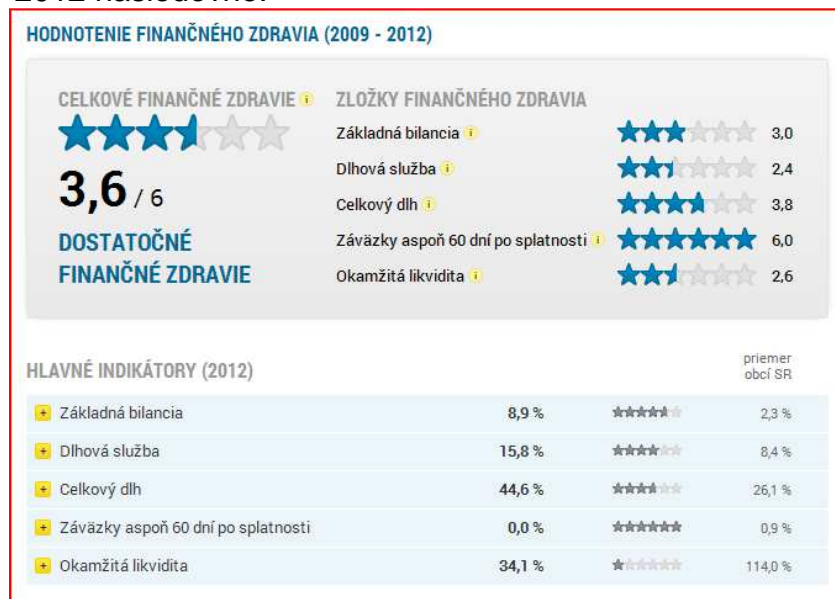 HODNOTENIE FINANČNÉHO ZDRAVIA (2009 - 2012)
CELKOVÉ FINANČNÉ ZDRAVIE i
3,6 / 6
DOSTATOČNÉ
FINANČNÉ ZDRAVIE
ZLOŽKY FINANČNÉHO ZDRAVIA
Základná bilancia i 3,0
Dlhová služba i 2,4
Celkový dlh i 3,8
Záväzky aspoň 60 dní po splatnosti i 6,0
Okamžitá likvidita i 2,6
HLAVNÉ INDIKÁTORY (2012)
priemer
obcí SR
+ Základná bilancia 8,9 % 2,3 %
+ Dlhová služba 15,8 % 8,4 %
+ Celkový dlh 44,6 % 26,1 %
+ Záväzky aspoň 60 dní po splatnosti 0,0 % 0,9 %
+ Okamžitá likvidita 34,1 % 114,0 %